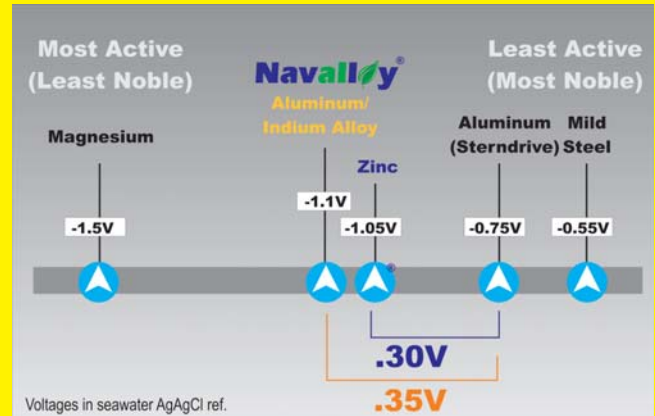 Most Active
(Least Noble)
Navalloy®
Aluminum/
Indium Alloy
Least Active
(Most Noble)
Magnesium
Zinc
Aluminum
(Sterndrive)
Mild
Steel
-1.5V
-1.1V
-1.05V
-0.75V
-0.55V
®
.30V
.35V
Voltages in seawater AgAgCl ref.